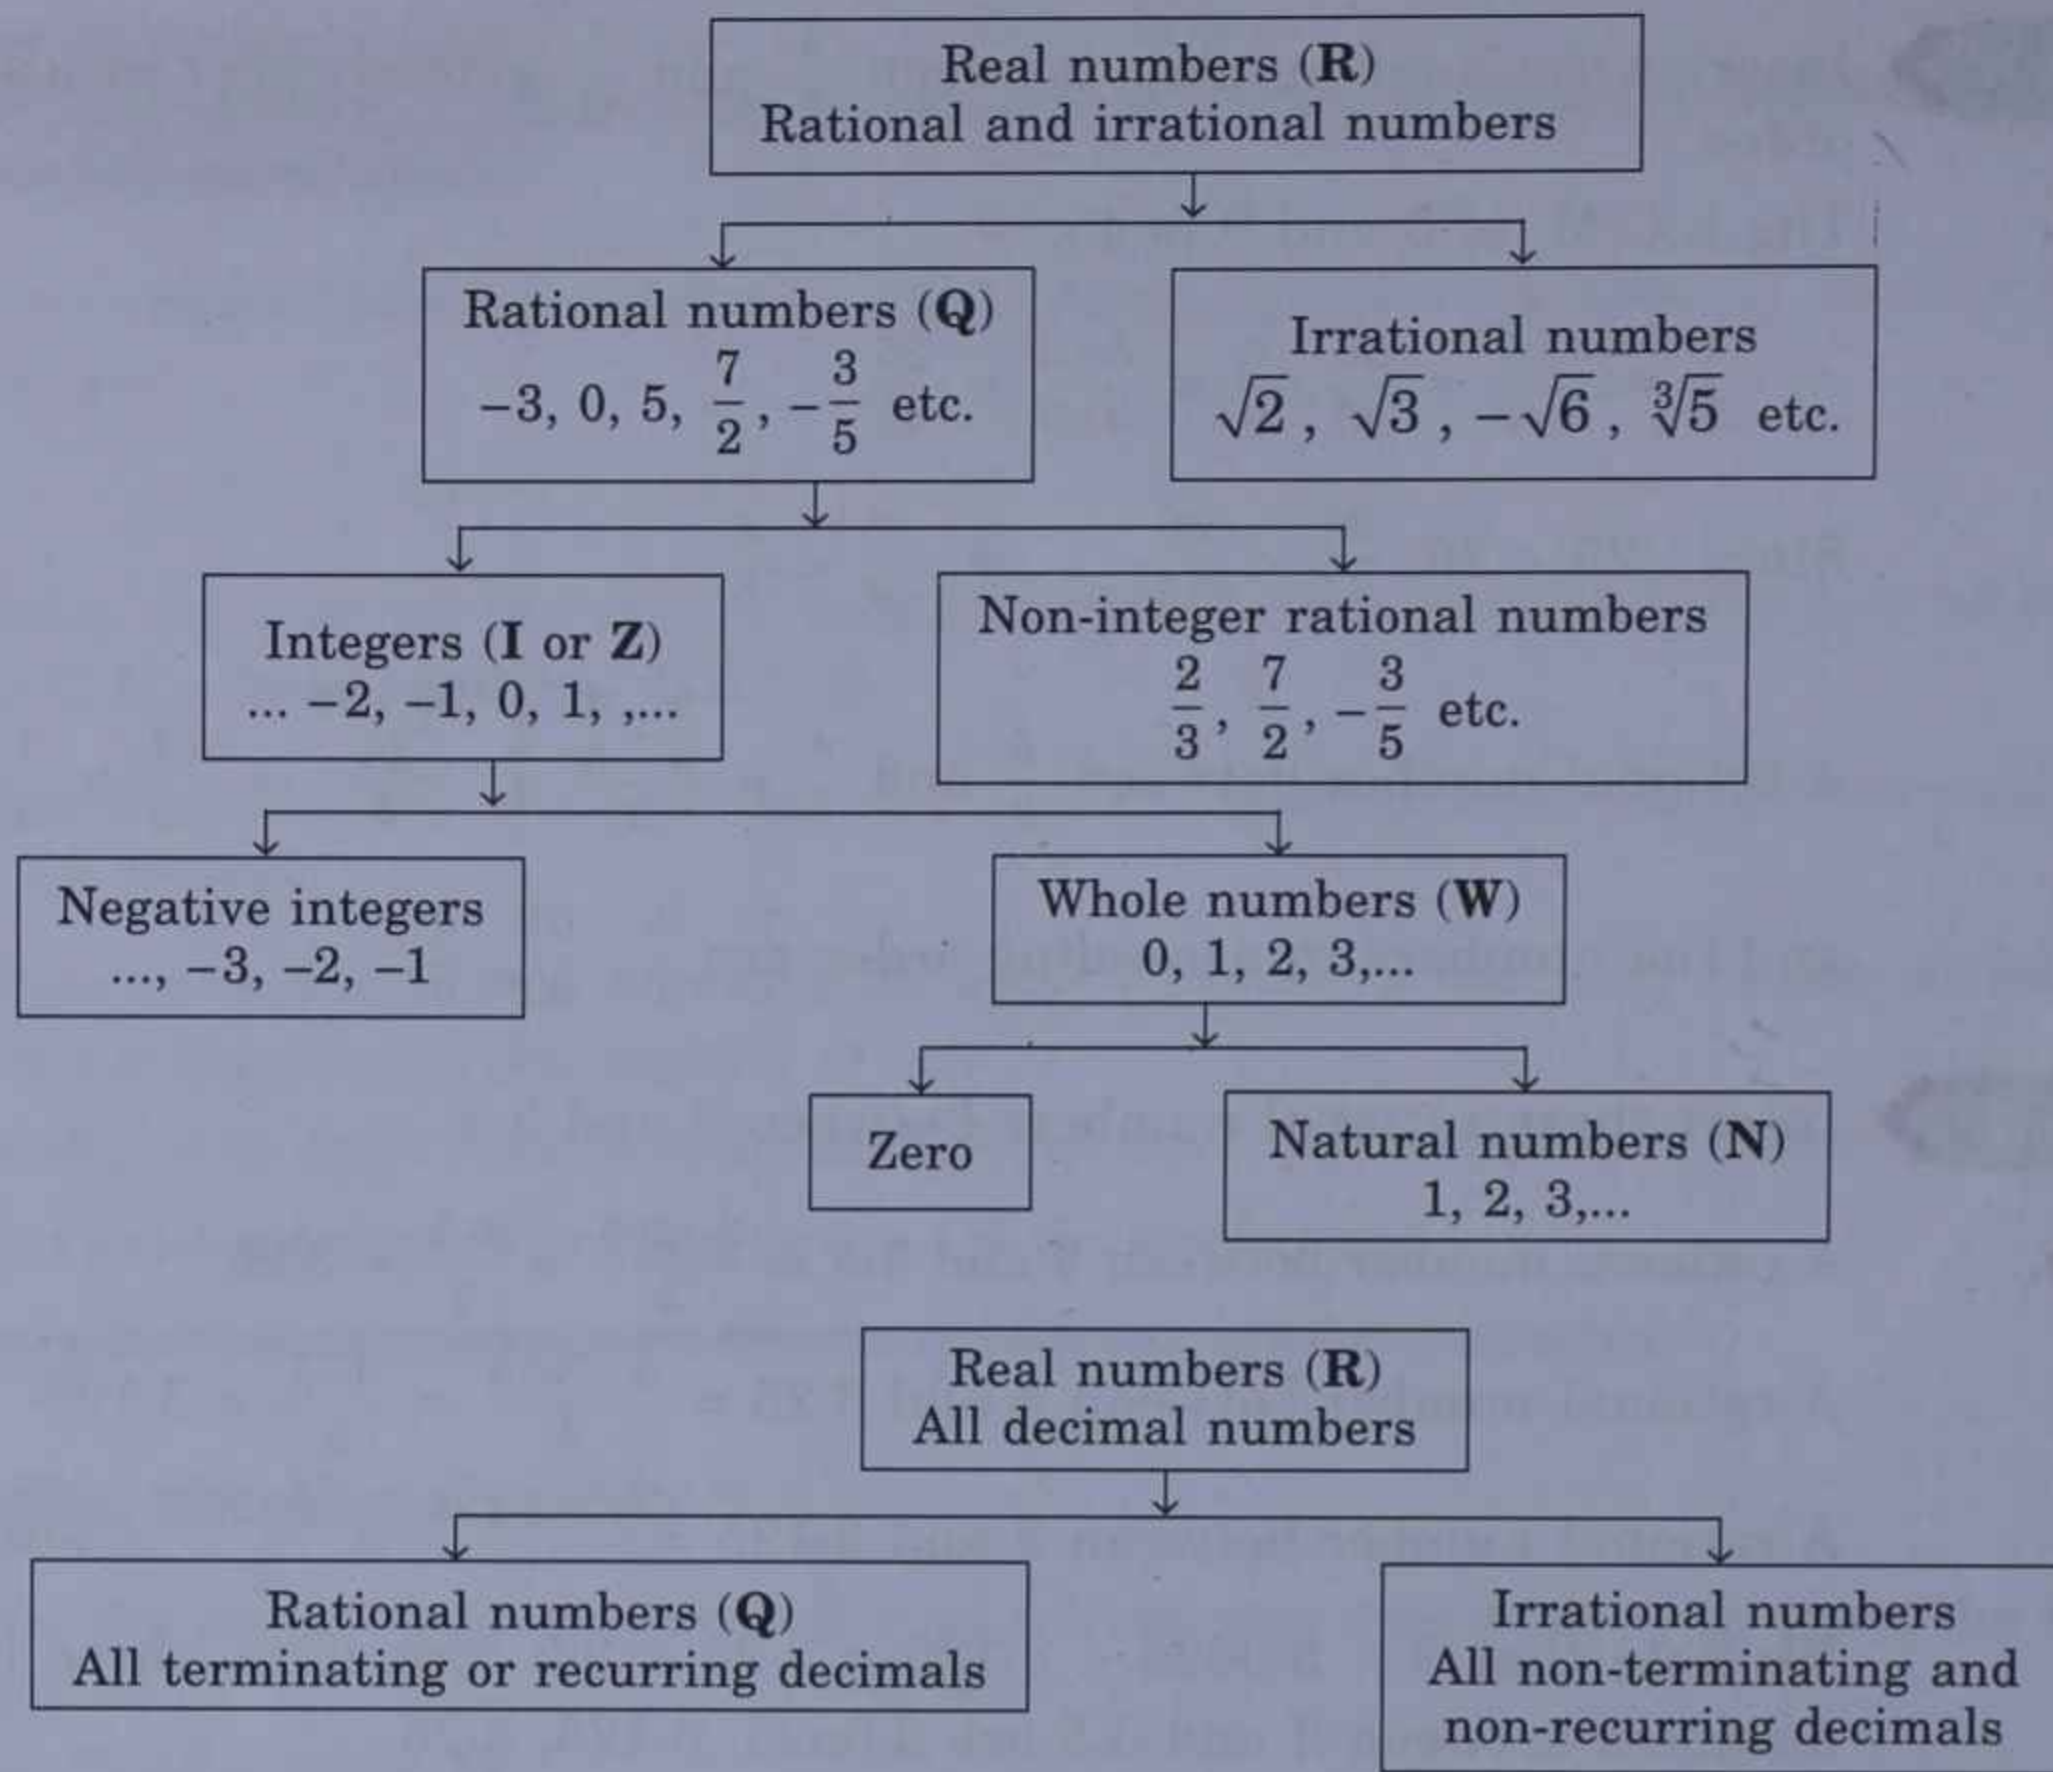 Real numbers (R)
Rational and irrational numbers
Rational numbers (Q)
−3, 0, 5, 7/2, −3/5 etc.
Irrational numbers
√2, √3, −√6, ∛5 etc.
Integers (I or Z)
... −2, −1, 0, 1, ,...
Non-integer rational numbers
2/3, 7/2, −3/5 etc.
Negative integers
..., −3, −2, −1
Whole numbers (W)
0, 1, 2, 3,...
Zero
Natural numbers (N)
1, 2, 3,...
Real numbers (R)
All decimal numbers
Rational numbers (Q)
All terminating or recurring decimals
Irrational numbers
All non-terminating and
non-recurring decimals